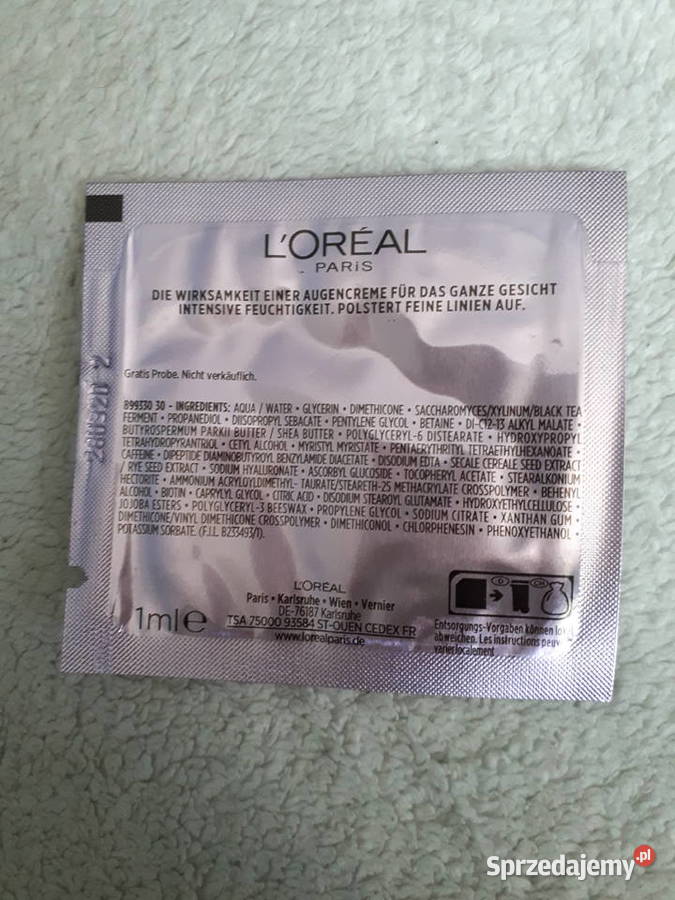 L'ORÉAL
PARIS
DIE WIRKSAMKEIT EINER AUGENCREME FÜR DAS GANZE GESICHT
INTENSIVE FEUCHTIGKEIT. POLSTERT FEINE LINIEN AUF.
Gratis Probe. Nicht verkäuflich.
B99330 30 - INGREDIENTS: AQUA / WATER • GLYCERIN • DIMETHICONE • SACCHAROMYCES/XYLINUM/BLACK TEA
FERMENT • PROPANEDIOL • DIISOPROPYL SEBACATE • PENTYLENE GLYCOL • BETAINE • DI-C12-13 ALKYL MALATE •
BUTYROSPERMUM PARKII BUTTER / SHEA BUTTER • POLYGLYCERYL-6 DISTEARATE • HYDROXYPROPYL
TETRAHYDROPYRANTRIOL • CETYL ALCOHOL • MYRISTYL MYRISTATE • PENTAERYTHRITYL TETRAETHYLHEXANOATE •
CAFFEINE • DIPEPTIDE DIAMINOBUTYROYL BENZYLAMIDE DIACETATE • DISODIUM EDTA • SECALE CEREALE SEED EXTRACT
/ RYE SEED EXTRACT • SODIUM HYALURONATE • ASCORBYL GLUCOSIDE • TOCOPHERYL ACETATE • STEARALKONIUM
HECTORITE • AMMONIUM ACRYLOYLDIMETHYL- TAURATE/STEARETH-25 METHACRYLATE CROSSPOLYMER • BEHENYL
ALCOHOL • BIOTIN • CAPRYLYL GLYCOL • CITRIC ACID • DISODIUM STEAROYL GLUTAMATE • HYDROXYETHYLCELLULOSE •
JOJOBA ESTERS • POLYGLYCERYL-3 BEESWAX • PROPYLENE GLYCOL • SODIUM CITRATE • XANTHAN GUM •
DIMETHICONE/VINYL DIMETHICONE CROSSPOLYMER • DIMETHICONOL • CHLORPHENESIN • PHENOXYETHANOL •
POTASSIUM SORBATE. (F.I.L. B233493/1).
L'ORÉAL
Paris • Karlsruhe • Wien • Vernier
DE-76187 Karlsruhe
TSA 75000 93584 ST-OUEN CEDEX FR
www.lorealparis.de
1ml e
D CH
Entsorgungs-Vorgaben können
abweichen. Les instructions
varier localement
Sprzedajemy.pl